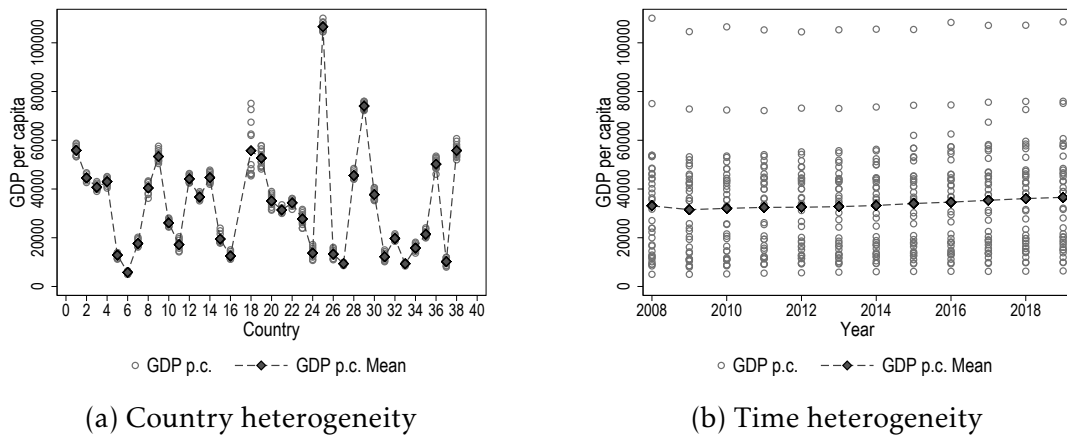 GDP per capita
0 20000 40000 60000 80000 100000
0 2 4 6 8 10 12 14 16 18 20 22 24 26 28 30 32 34 36 38 40
Country
GDP p.c. GDP p.c. Mean
(a) Country heterogeneity
GDP per capita
0 20000 40000 60000 80000 100000
2008 2010 2012 2014 2016 2018
Year
GDP p.c. GDP p.c. Mean
(b) Time heterogeneity